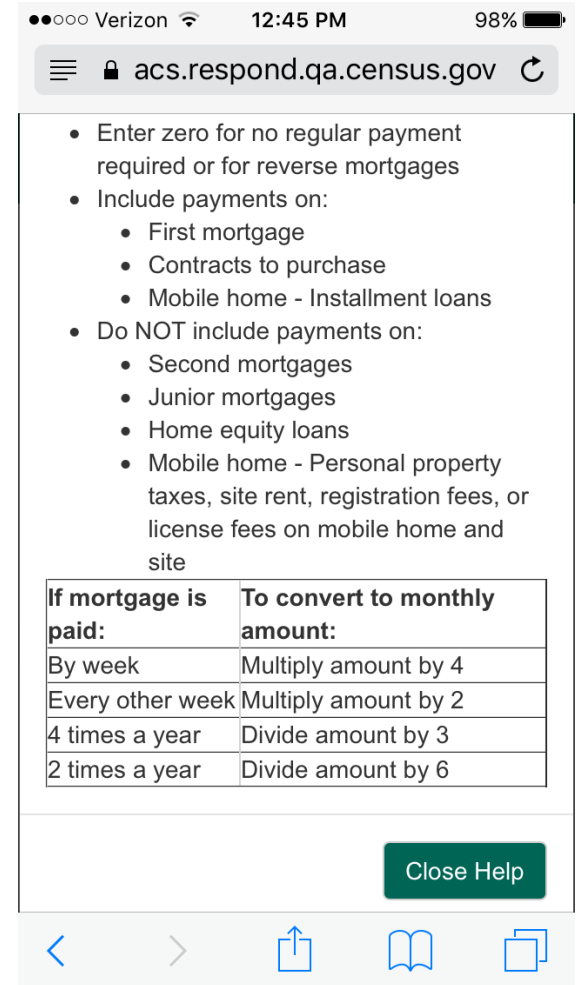 ●●○○○ Verizon 12:45 PM 98%
acs.respond.qa.census.gov
• Enter zero for no regular payment
required or for reverse mortgages
• Include payments on:
• First mortgage
• Contracts to purchase
• Mobile home - Installment loans
• Do NOT include payments on:
• Second mortgages
• Junior mortgages
• Home equity loans
• Mobile home - Personal property
taxes, site rent, registration fees, or
license fees on mobile home and
site
If mortgage is To convert to monthly
paid: amount:
By week Multiply amount by 4
Every other week Multiply amount by 2
4 times a year Divide amount by 3
2 times a year Divide amount by 6
Close Help